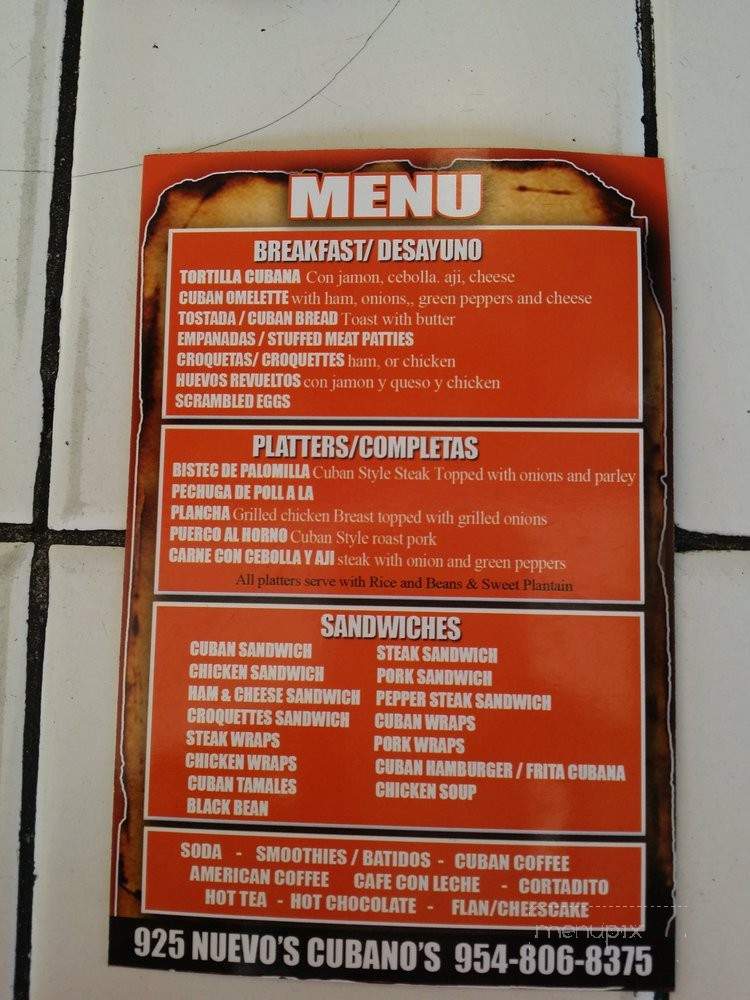 MENU
BREAKFAST/ DESAYUNO
TORTILLA CUBANA Con jamon, cebolla. aji, cheese
CUBAN OMELETTE with ham, onions,, green peppers and cheese
TOSTADA / CUBAN BREAD Toast with butter
EMPANADAS / STUFFED MEAT PATTIES
CROQUETAS/ CROQUETTES ham, or chicken
HUEVOS REVUELTOS con jamon y queso y chicken
SCRAMBLED EGGS
PLATTERS/COMPLETAS
BISTEC DE PALOMILLA Cuban Style Steak Topped with onions and parley
PECHUGA DE POLL A LA
PLANCHA Grilled chicken Breast topped with grilled onions
PUERCO AL HORNO Cuban Style roast pork
CARNE CON CEBOLLA Y AJI steak with onion and green peppers
All platters serve with Rice and Beans & Sweet Plantain
SANDWICHES
CUBAN SANDWICH
CHICKEN SANDWICH
HAM & CHEESE SANDWICH
CROQUETTES SANDWICH
STEAK WRAPS
CHICKEN WRAPS
CUBAN TAMALES
BLACK BEAN
STEAK SANDWICH
PORK SANDWICH
PEPPER STEAK SANDWICH
CUBAN WRAPS
PORK WRAPS
CUBAN HAMBURGER / FRITA CUBANA
CHICKEN SOUP
SODA - SMOOTHIES / BATIDOS - CUBAN COFFEE
AMERICAN COFFEE CAFE CON LECHE - CORTADITO
HOT TEA - HOT CHOCOLATE - FLAN/CHEESCAKE
menupix
925 NUEVO'S CUBANO'S 954-806-8375